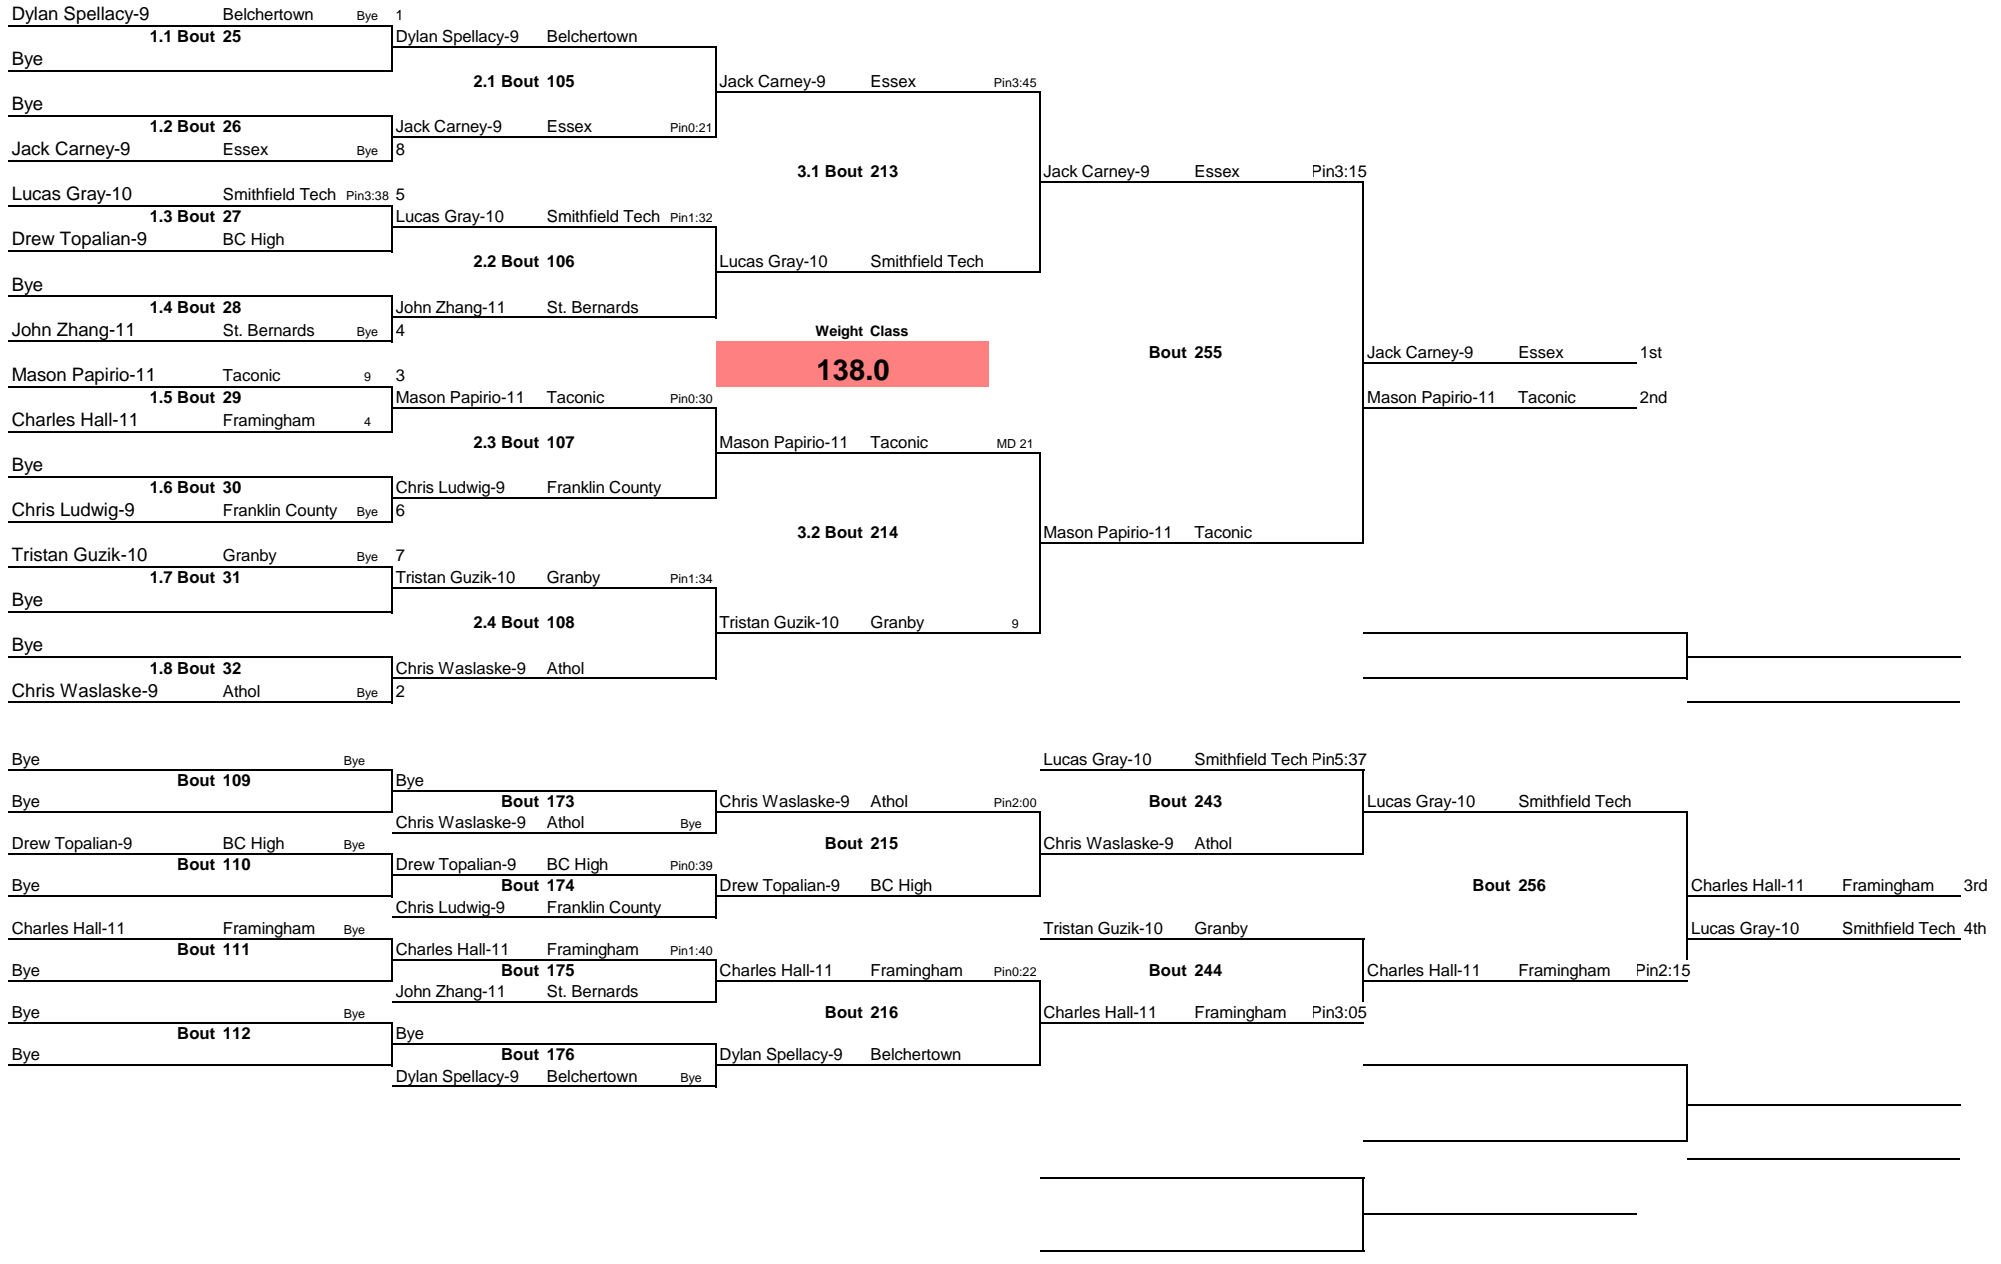 Dylan Spellacy-9 Belchertown Bye 1
1.1 Bout 25 Dylan Spellacy-9 Belchertown
Bye
2.1 Bout 105 Jack Carney-9 Essex Pin3:45
Bye
1.2 Bout 26 Jack Carney-9 Essex Pin0:21
Jack Carney-9 Essex Bye 8
3.1 Bout 213 Jack Carney-9 Essex Pin3:15
Lucas Gray-10 Smithfield Tech Pin3:38 5
1.3 Bout 27 Lucas Gray-10 Smithfield Tech Pin1:32
Drew Topalian-9 BC High
2.2 Bout 106 Lucas Gray-10 Smithfield Tech
Bye
1.4 Bout 28 John Zhang-11 St. Bernards
John Zhang-11 St. Bernards Bye 4 Weight Class
Bout 255 Jack Carney-9 Essex 1st
Mason Papirio-11 Taconic 9 3 138.0
1.5 Bout 29 Mason Papirio-11 Taconic Pin0:30 Mason Papirio-11 Taconic 2nd
Charles Hall-11 Framingham 4
2.3 Bout 107 Mason Papirio-11 Taconic MD 21
Bye
1.6 Bout 30 Chris Ludwig-9 Franklin County
Chris Ludwig-9 Franklin County Bye 6
3.2 Bout 214 Mason Papirio-11 Taconic
Tristan Guzik-10 Granby Bye 7
1.7 Bout 31 Tristan Guzik-10 Granby Pin1:34
Bye
2.4 Bout 108 Tristan Guzik-10 Granby 9
Bye
1.8 Bout 32 Chris Waslaske-9 Athol
Chris Waslaske-9 Athol Bye 2
Bye Bye Lucas Gray-10 Smithfield Tech Pin5:37
Bout 109 Bye
Bye Bout 173 Chris Waslaske-9 Athol Pin2:00 Bout 243 Lucas Gray-10 Smithfield Tech
Chris Waslaske-9 Athol Bye
Drew Topalian-9 BC High Bye Bout 215 Chris Waslaske-9 Athol
Bout 110 Drew Topalian-9 BC High Pin0:39
Bye Bout 174 Drew Topalian-9 BC High Bout 256 Charles Hall-11 Framingham 3rd
Chris Ludwig-9 Franklin County
Charles Hall-11 Framingham Bye Tristan Guzik-10 Granby Lucas Gray-10 Smithfield Tech 4th
Bout 111 Charles Hall-11 Framingham Pin1:40
Bye Bout 175 Charles Hall-11 Framingham Pin0:22 Bout 244 Charles Hall-11 Framingham Pin2:15
John Zhang-11 St. Bernards
Bye Bye Bout 216 Charles Hall-11 Framingham Pin3:05
Bout 112 Bye
Bye Bout 176 Dylan Spellacy-9 Belchertown
Dylan Spellacy-9 Belchertown Bye